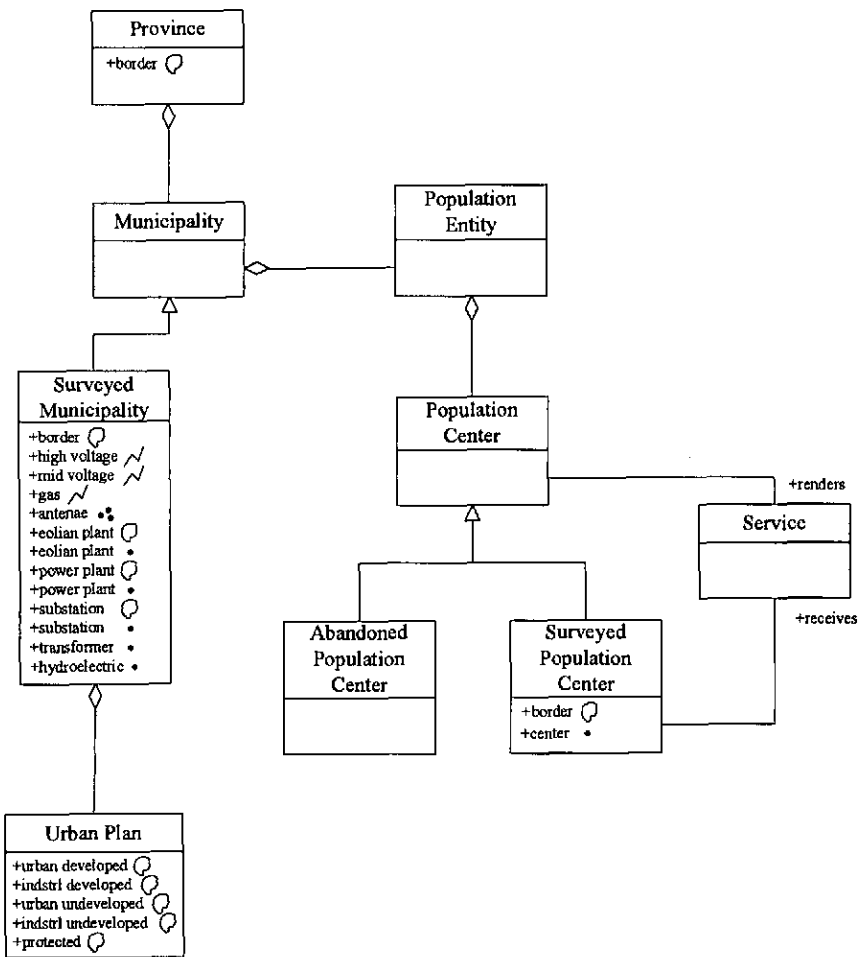 Province
+border
Municipality
Population
Entity
Surveyed
Municipality
+border
+high voltage
+mid voltage
+gas
+antenae
+eolian plant
+eolian plant
+power plant
+power plant
+substation
+substation
+transformer
+hydroelectric
Population
Center
+renders
Service
+receives
Abandoned
Population
Center
Surveyed
Population
Center
+border
+center
Urban Plan
+urban developed
+indstrl developed
+urban undeveloped
+indstrl undeveloped
+protected